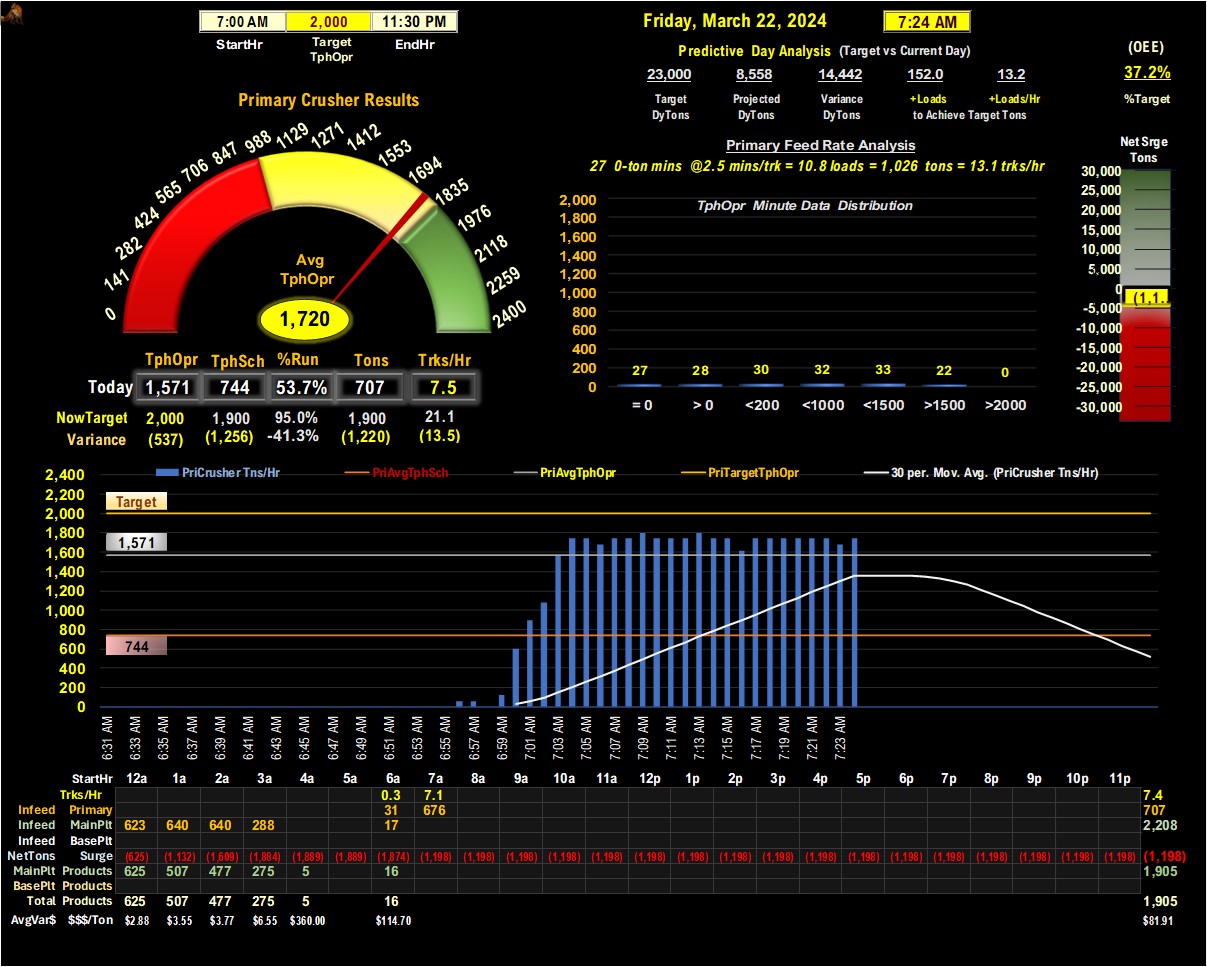 7:00 AM 2,000 11:30 PM
StartHr Target TphOpr EndHr
Friday, March 22, 2024 7:24 AM
Predictive Day Analysis (Target vs Current Day)
23,000 8,558 14,442 152.0 13.2
Target DyTons Projected DyTons Variance DyTons +Loads +Loads/Hr
to Achieve Target Tons
(OEE)
37.2%
%Target
Primary Crusher Results
0 141 282 424 565 706 847 988 1129 1271 1412 1553 1694 1835 1976 2118 2259 2400
Avg
TphOpr
1,720
TphOpr TphSch %Run Tons Trks/Hr
Today 1,571 744 53.7% 707 7.5
NowTarget 2,000 1,900 95.0% 1,900 21.1
Variance (537) (1,256) -41.3% (1,220) (13.5)
Primary Feed Rate Analysis
27 0-ton mins @2.5 mins/trk = 10.8 loads = 1,026 tons = 13.1 trks/hr
TphOpr Minute Data Distribution
2,000
1,800
1,600
1,400
1,200
1,000
800
600
400
200
0
27 28 30 32 33 22 0
= 0 > 0 <200 <1000 <1500 >1500 >2000
Net Srge
Tons
30,000
25,000
20,000
15,000
10,000
5,000
0
(1,1..
-5,000
-10,000
-15,000
-20,000
-25,000
-30,000
PriCrusher Tns/Hr PriAvgTphSch PriAvgTphOpr PriTargetTphOpr 30 per. Mov. Avg. (PriCrusher Tns/Hr)
2,400
2,200
2,000
1,800
1,600
1,400
1,200
1,000
800
600
400
200
0
Target
1,571
744
6:31 AM 6:33 AM 6:35 AM 6:37 AM 6:39 AM 6:41 AM 6:43 AM 6:45 AM 6:47 AM 6:49 AM 6:51 AM 6:53 AM 6:55 AM 6:57 AM 6:59 AM 7:01 AM 7:03 AM 7:05 AM 7:07 AM 7:09 AM 7:11 AM 7:13 AM 7:15 AM 7:17 AM 7:19 AM 7:21 AM 7:23 AM
StartHr 12a 1a 2a 3a 4a 5a 6a 7a 8a 9a 10a 11a 12p 1p 2p 3p 4p 5p 6p 7p 8p 9p 10p 11p
Trks/Hr 0.3 7.1 7.4
Infeed Primary 31 676 707
Infeed MainPlt 623 640 640 288 17 2,208
Infeed BasePlt
NetTons Surge (625) (1,132) (1,609) (1,884) (1,889) (1,889) (1,874) (1,198) (1,198) (1,198) (1,198) (1,198) (1,198) (1,198) (1,198) (1,198) (1,198) (1,198) (1,198) (1,198) (1,198) (1,198) (1,198) (1,198) (1,198)
MainPlt Products 625 507 477 275 5 16 1,905
BasePlt Products
Total Products 625 507 477 275 5 16 1,905
AvgVar$ $$$/Ton $2.88 $3.55 $3.77 $6.55 $360.00 $114.70 $81.91